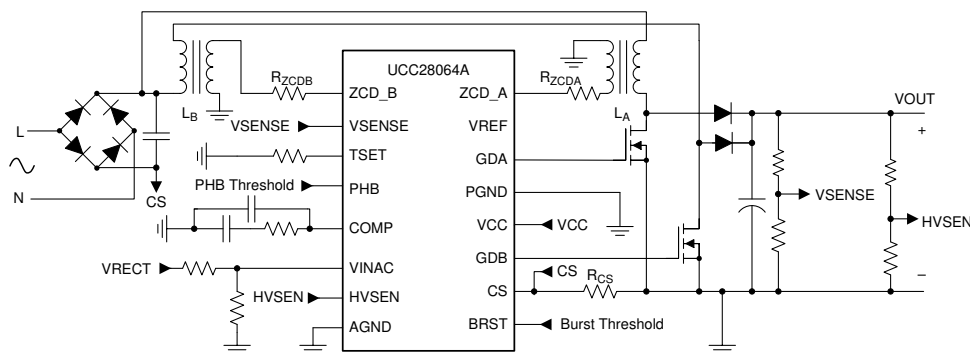 UCC28064A
R_ZCDB
R_ZCDA
ZCD_B
ZCD_A
L_B
L_A
VOUT
L
VSENSE
VSENSE
VREF
+
TSET
GDA
N
CS
PHB Threshold
PHB
PGND
VSENSE
COMP
VCC
VCC
HVSEN
VRECT
VINAC
GDB
CS
R_CS
–
HVSEN
HVSEN
CS
AGND
BRST
Burst Threshold